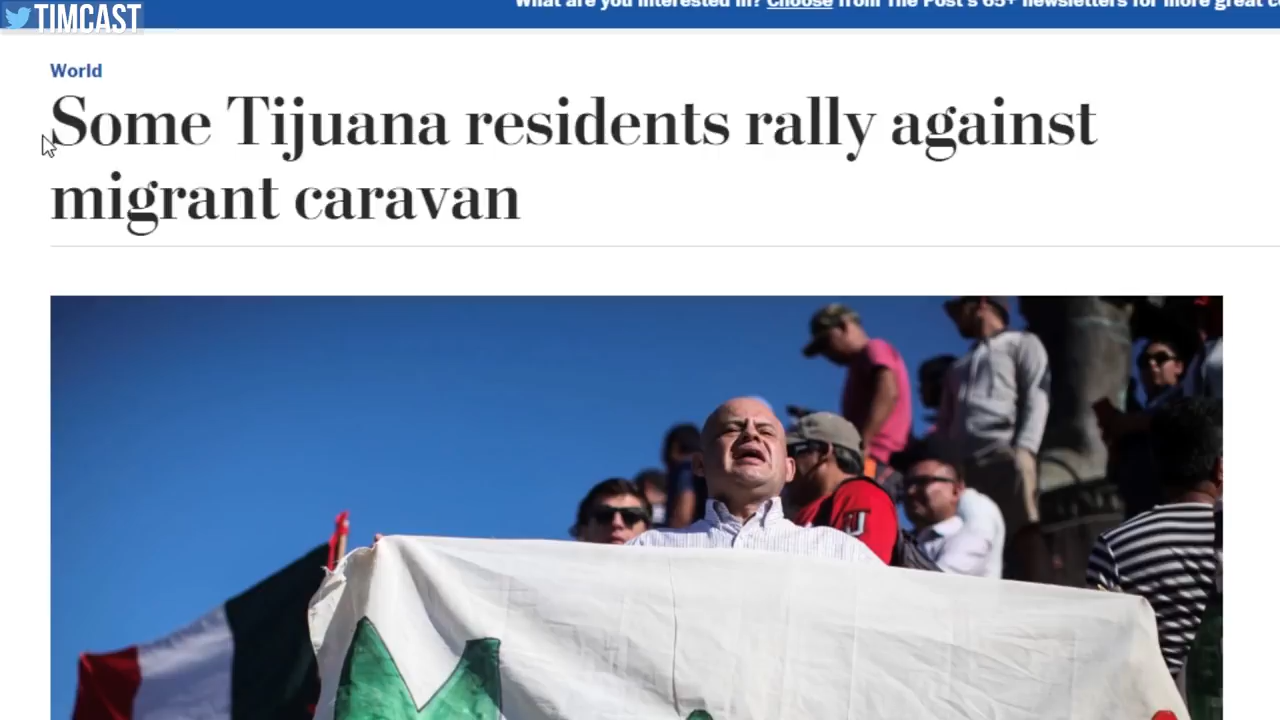 TIMCAST
What are you interested in? Choose from The Post's 65+ newsletters for more great
World
Some Tijuana residents rally against
migrant caravan